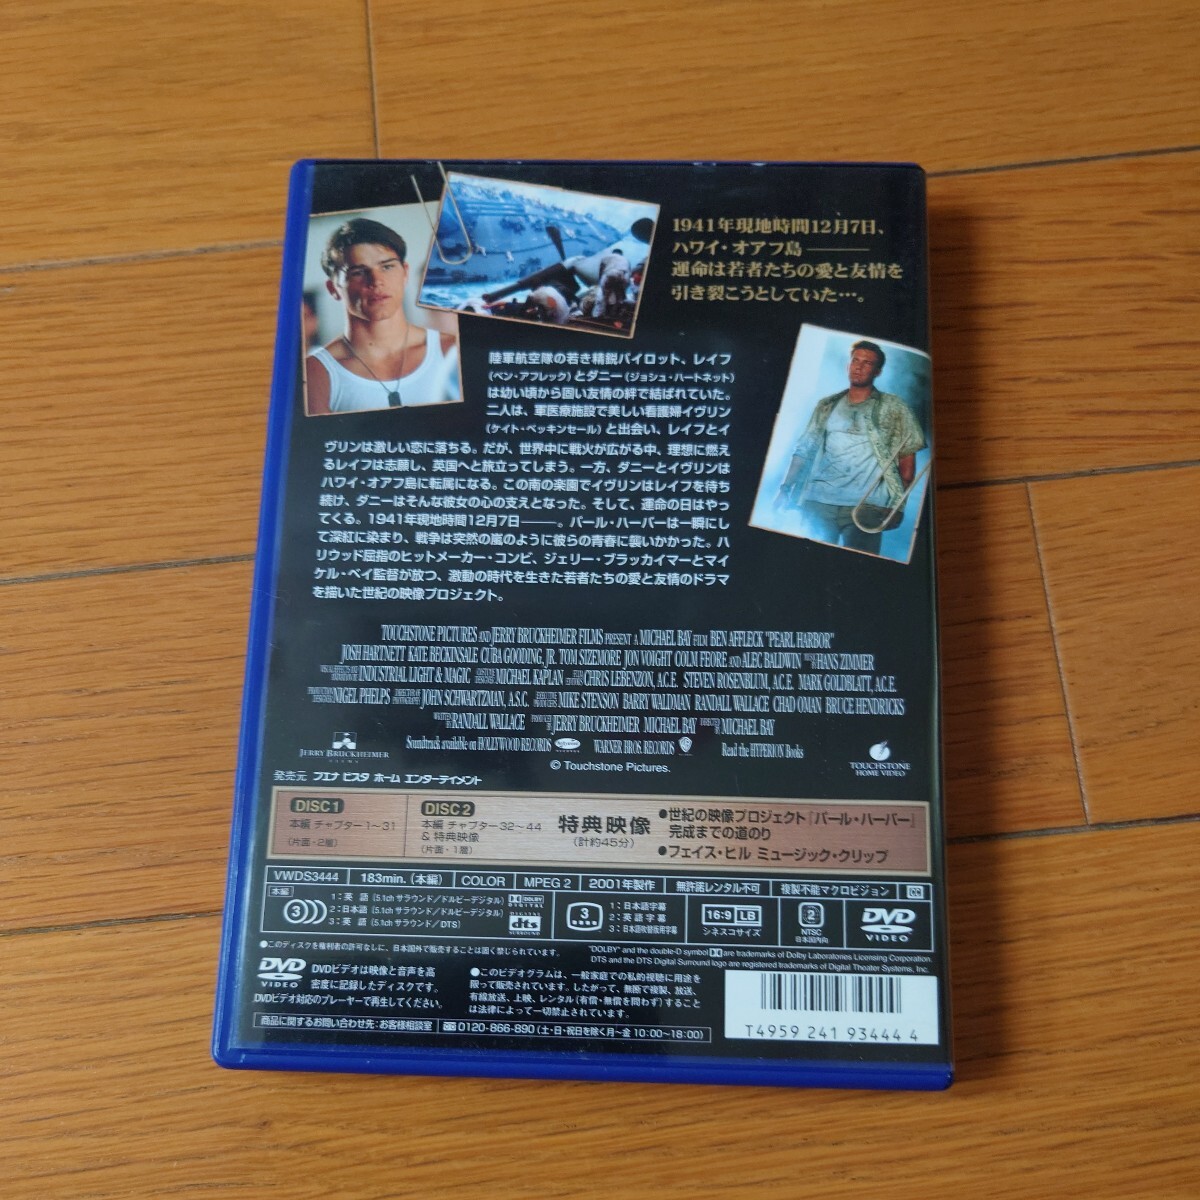 1941年現地時間12月7日、
ハワイ・オアフ島―――
運命は若者たちの愛と友情を
引き裂こうとしていた…。
陸軍航空隊の若き精鋭パイロット、レイフ
(ベン・アフレック)とダニー(ジョシュ・ハートネット)
は幼い頃から固い友情の絆で結ばれていた。
二人は、軍医療施設で美しい看護婦イヴリン
(ケイト・ベッキンセール)と出会い、レイフとイ
ヴリンは激しい恋に落ちる。だが、世界中に戦火が広がる中、理想に燃え
るレイフは志願し、英国へと旅立ってしまう。一方、ダニーとイヴリンは
ハワイ・オアフ島に転属になる。この南の楽園でイヴリンはレイフを待ち
続け、ダニーはそんな彼女の心の支えとなった。そして、運命の日はやっ
てくる。1941年現地時間12月7日―――。パール・ハーバーは一瞬にし
て深紅に染まり、戦争は突然の嵐のように彼らの青春に襲いかかった。ハ
リウッド屈指のヒットメーカー・コンビ、ジェリー・ブラッカイマーとマイ
ケル・ベイ監督が放つ、激動の時代を生きた若者たちの愛と友情のドラマ
を描いた世紀の映像プロジェクト。
TOUCHSTONE PICTURES AND JERRY BRUCKHEIMER FILMS PRESENT A MICHAEL BAY FILM BEN AFFLECK "PEARL HARBOR"
JOSH HARTNETT KATE BECKINSALE CUBA GOODING, JR. TOM SIZEMORE JON VOIGHT COLM FEORE AND ALEC BALDWIN MUSIC BY HANS ZIMMER
VISUAL EFFECTS AND ANIMATION BY INDUSTRIAL LIGHT & MAGIC COSTUME DESIGNER MICHAEL KAPLAN FILM EDITORS CHRIS LEBENZON, A.C.E. STEVEN ROSENBLUM, A.C.E. MARK GOLDBLATT, A.C.E.
PRODUCTION DESIGNER NIGEL PHELPS DIRECTOR OF PHOTOGRAPHY JOHN SCHWARTZMAN, A.S.C. EXECUTIVE PRODUCERS MIKE STENSON BARRY WALDMAN RANDALL WALLACE CHAD OMAN BRUCE HENDRICKS
WRITTEN BY RANDALL WALLACE PRODUCED BY JERRY BRUCKHEIMER MICHAEL BAY DIRECTED BY MICHAEL BAY
JERRY BRUCKHEIMER
FILMS
Soundtrack available on HOLLYWOOD RECORDS WARNER BROS. RECORDS Read the HYPERION Books
TOUCHSTONE
HOME VIDEO
© Touchstone Pictures.
発売元 ブエナ ビスタ ホーム エンターテイメント
DISC 1
本編 チャプター1〜31
(片面・2層)
DISC 2
本編 チャプター32〜44
& 特典映像
(片面・1層)
特典映像
(計約45分)
●世紀の映像プロジェクト『パール・ハーバー』
完成までの道のり
●フェイス・ヒル ミュージック・クリップ
VWDS3444 183min.(本編) COLOR MPEG 2 2001年製作 無許諾レンタル不可 複製不能マクロビジョン CC
本編
3
1:英 語(5.1ch サラウンド/ドルビーデジタル)
2:日本語(5.1ch サラウンド/ドルビーデジタル)
3:英 語(5.1ch サラウンド/DTS)
DOLBY
DIGITAL
DIGITAL
dts
SURROUND
3
1:日本語字幕
2:英 語 字 幕
3:日本語吹替版用字幕
16:9 LB
シネスコサイズ
2
NTSC
日本国内向
DVD
VIDEO
●このディスクを権利者の許可なしに、日本国外で販売することは固く禁じられています。
"DOLBY" and the double-D symbol are trademarks of Dolby Laboratories Licensing Corporation.
DTS and the DTS Digital Surround logo are registered trademarks of Digital Theater Systems, Inc.
DVD
VIDEO
DVDビデオは映像と音声を高
密度に記録したディスクです。
DVDビデオ対応のプレーヤーで再生してください。
●このビデオグラムは、一般家庭での私的視聴に用途を
限って販売されています。したがって、無断で複製、放送、
有線放送、上映、レンタル(有償・無償を問わず)すること
は法律によって一切禁止されています。
商品に関するお問い合わせ先:お客様相談室 0120-866-890(土・日・祝日を除く月〜金 10:00〜18:00)
T4959 241 93444 4